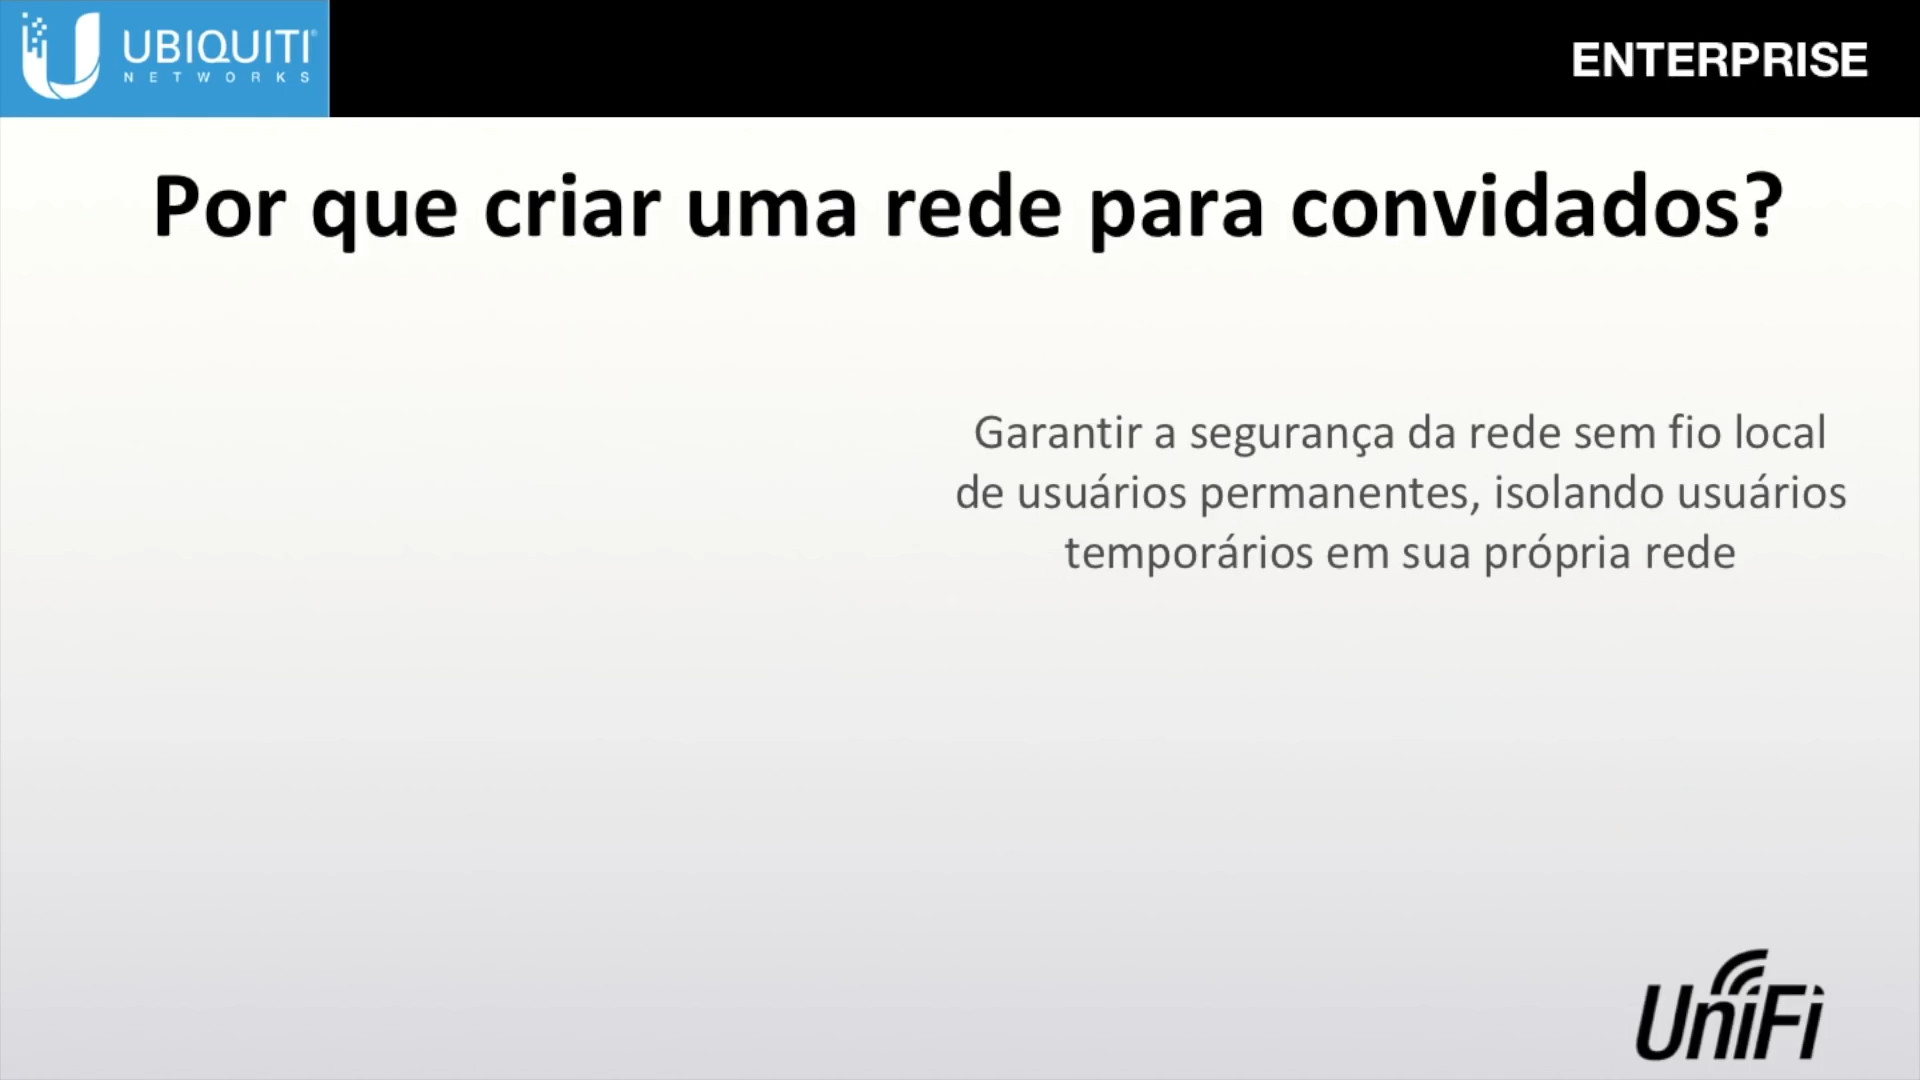 UBIQUITI
NETWORKS
ENTERPRISE
Por que criar uma rede para convidados?
Garantir a segurança da rede sem fio local
de usuários permanentes, isolando usuários
temporários em sua própria rede
UniFi